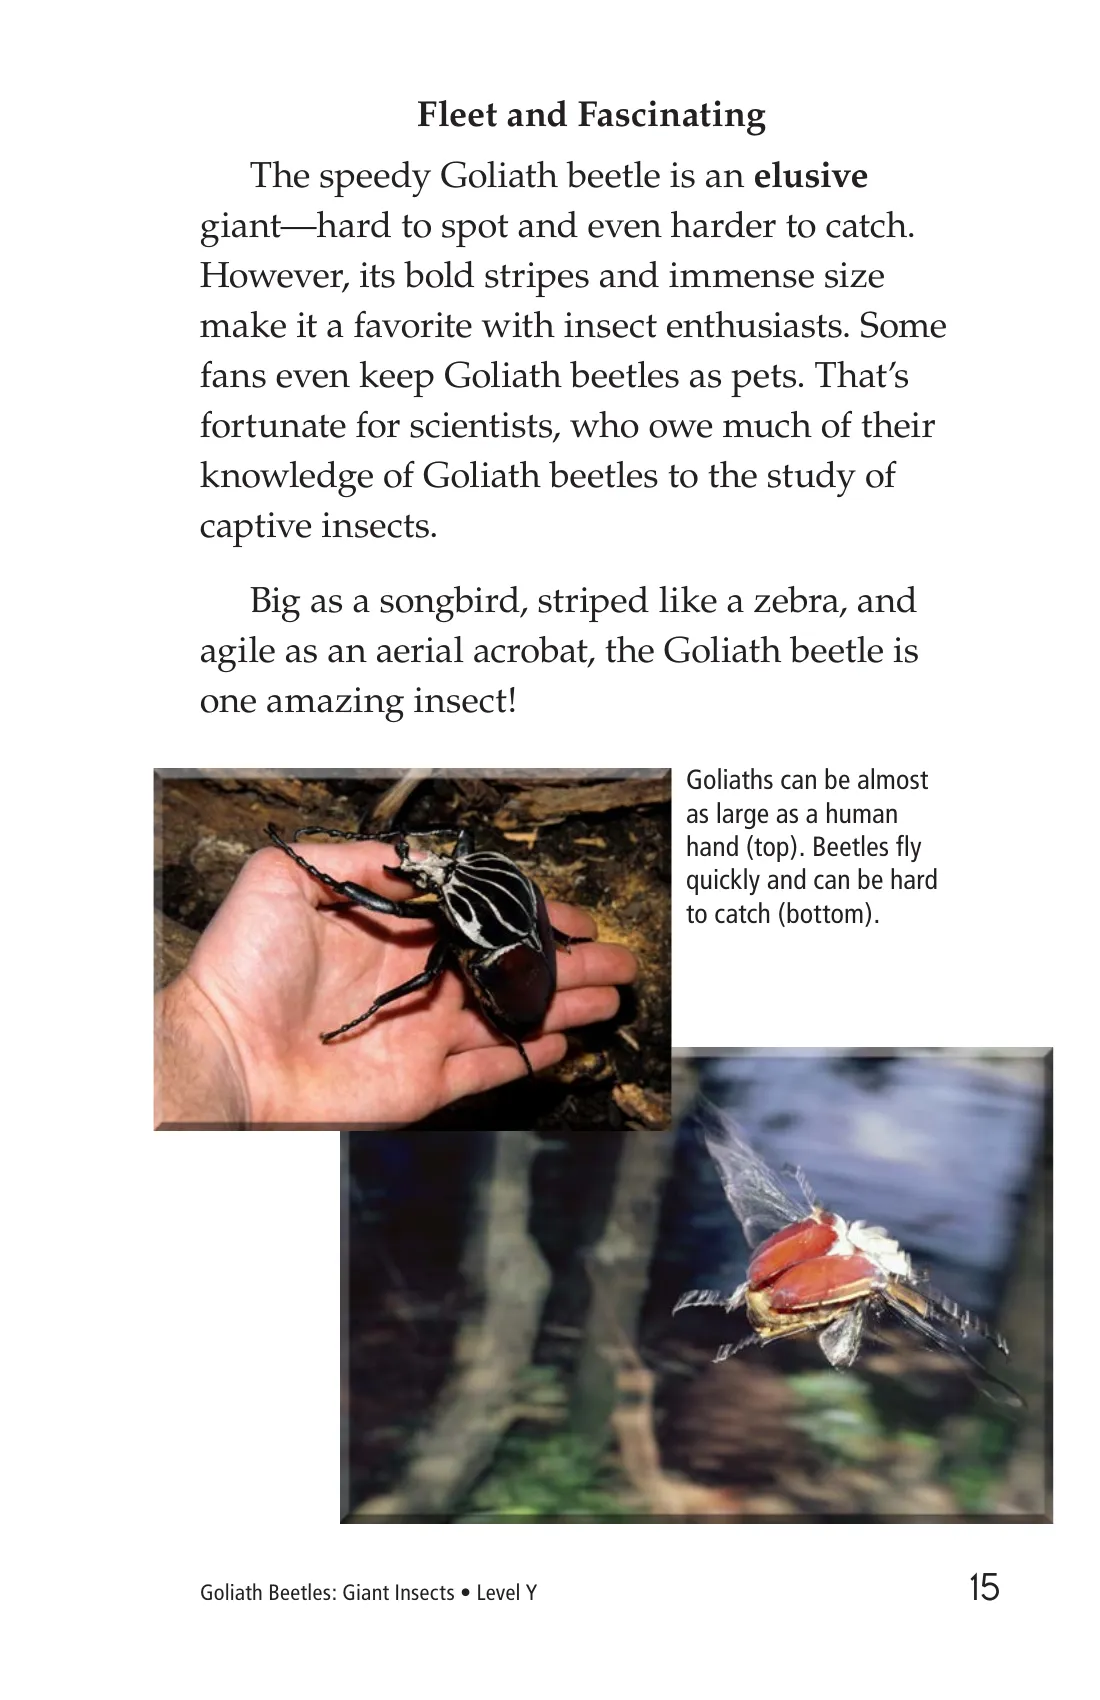 Fleet and Fascinating
The speedy Goliath beetle is an elusive
giant—hard to spot and even harder to catch.
However, its bold stripes and immense size
make it a favorite with insect enthusiasts. Some
fans even keep Goliath beetles as pets. That’s
fortunate for scientists, who owe much of their
knowledge of Goliath beetles to the study of
captive insects.
Big as a songbird, striped like a zebra, and
agile as an aerial acrobat, the Goliath beetle is
one amazing insect!
Goliaths can be almost
as large as a human
hand (top). Beetles fly
quickly and can be hard
to catch (bottom).
Goliath Beetles: Giant Insects • Level Y
15